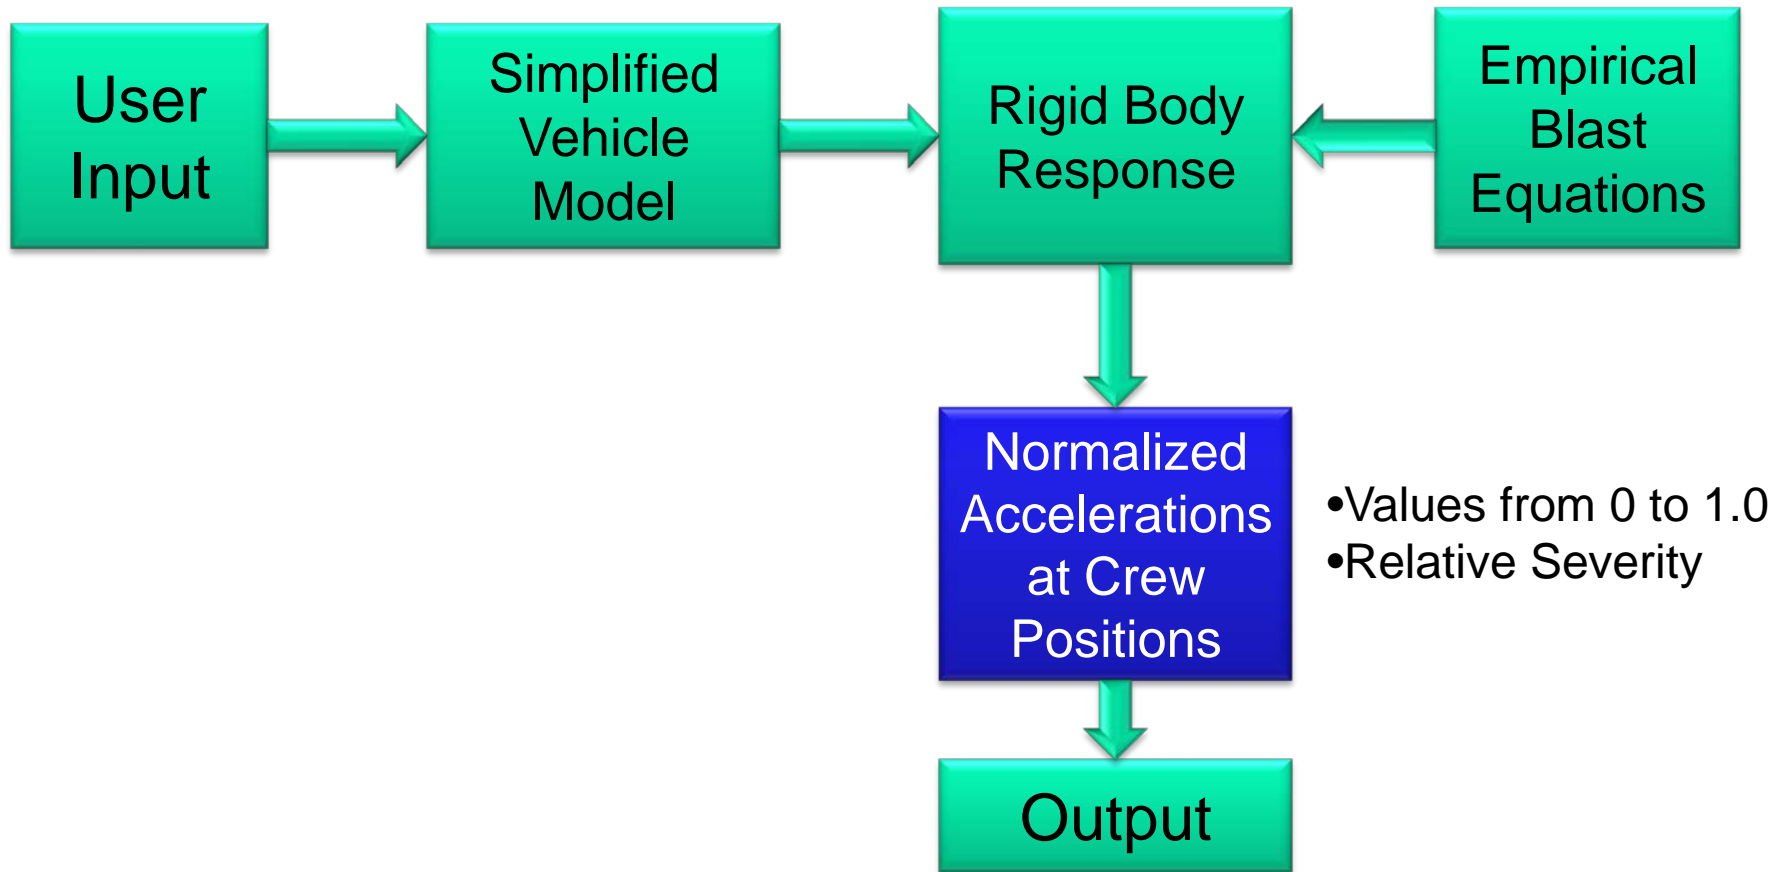 User
Input
Simplified
Vehicle
Model
Rigid Body
Response
Empirical
Blast
Equations
Normalized
Accelerations
at Crew
Positions
•Values from 0 to 1.0
•Relative Severity
Output